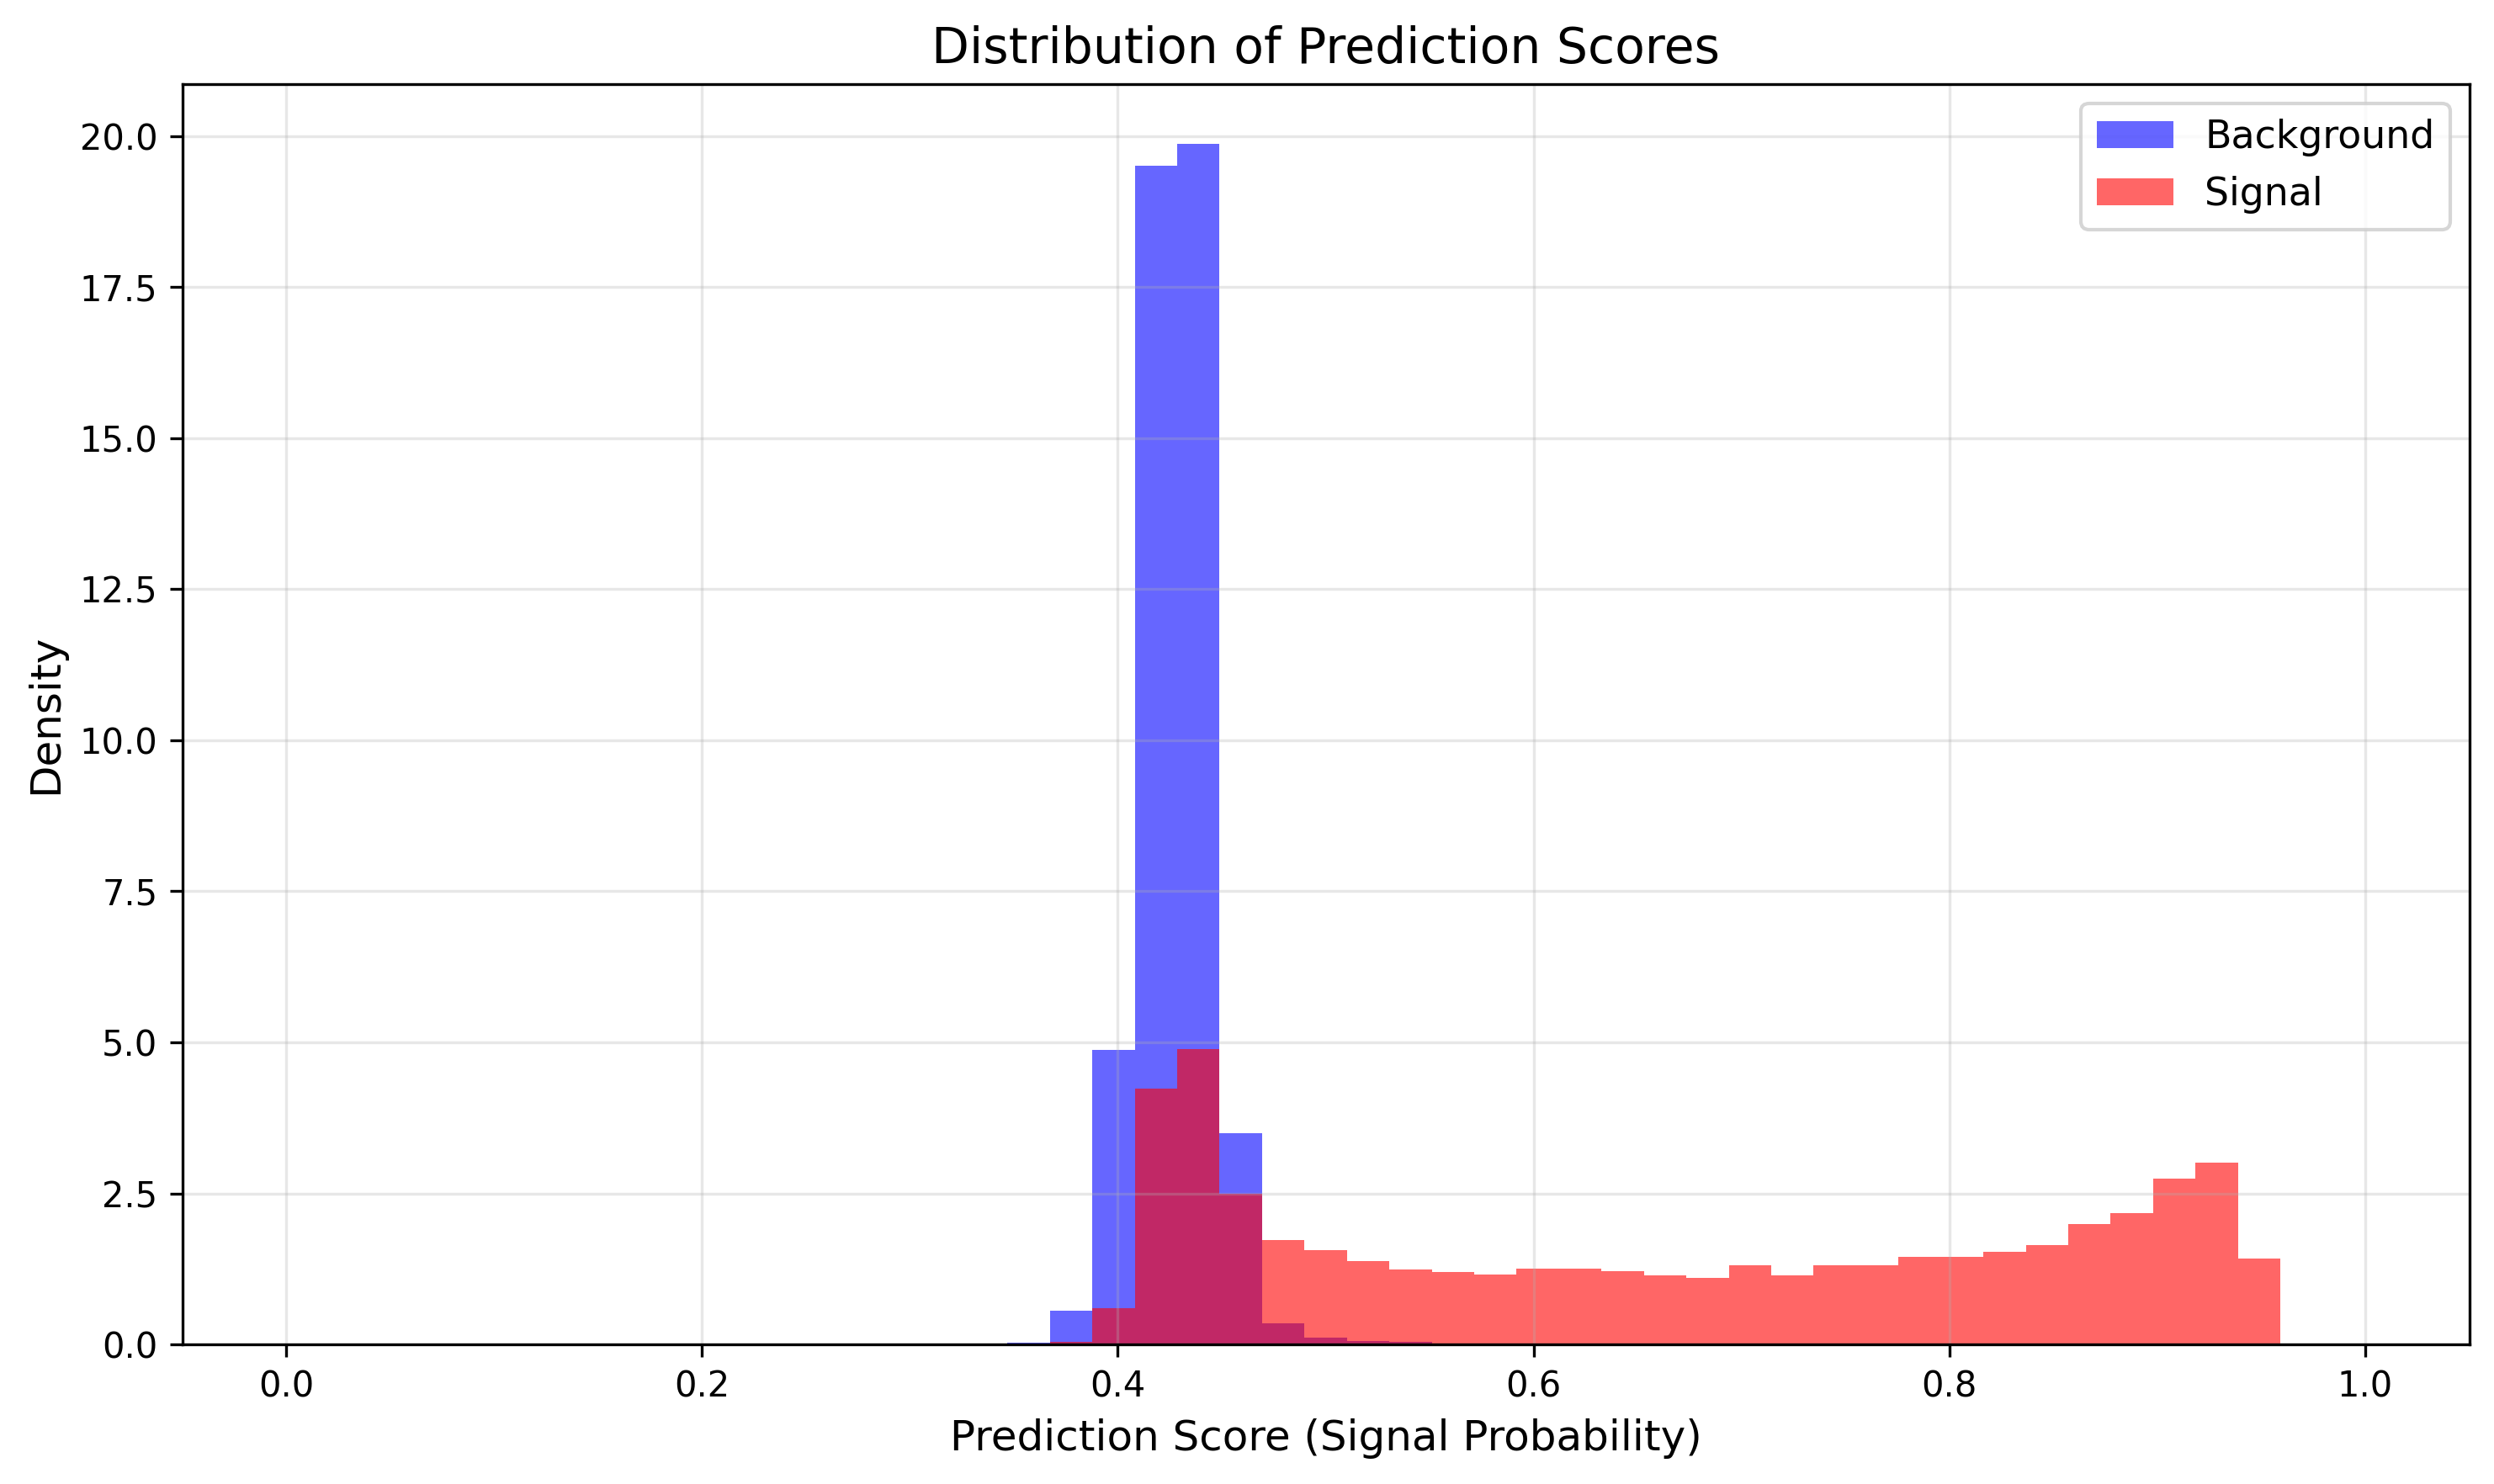 Distribution of Prediction Scores
Background
Signal
Density
20.0
17.5
15.0
12.5
10.0
7.5
5.0
2.5
0.0
0.0 0.2 0.4 0.6 0.8 1.0
Prediction Score (Signal Probability)